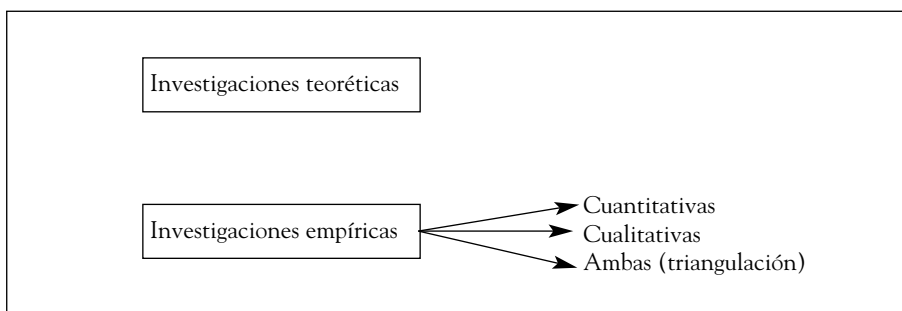 Investigaciones teoréticas
Investigaciones empíricas
Cuantitativas
Cualitativas
Ambas (triangulación)